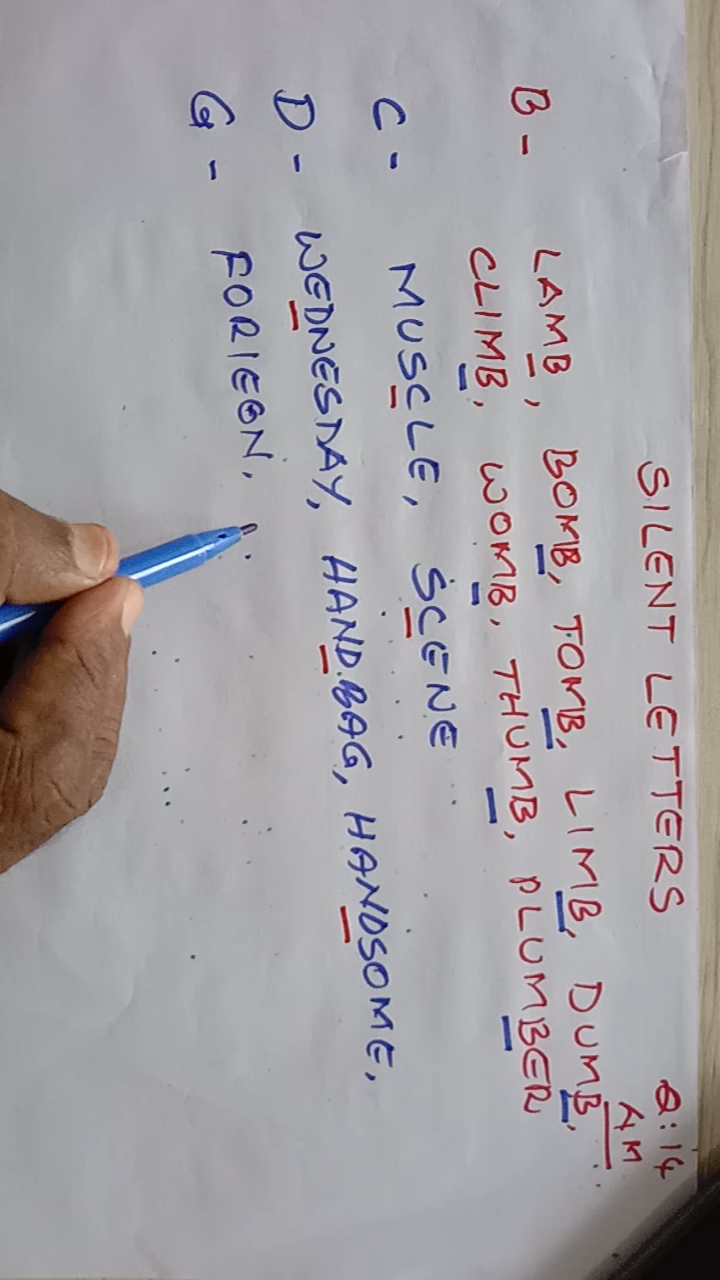 SILENT LETTERS
8:14
AM
B - LAMB, BOMB, TOMB, LIMB, DUMB,
CLIMB, WOMB, THUMB, PLUMBER
C - MUSCLE, SCENE
D - WEDNESDAY, HANDBAG, HANDSOME,
G - FORIEGN,